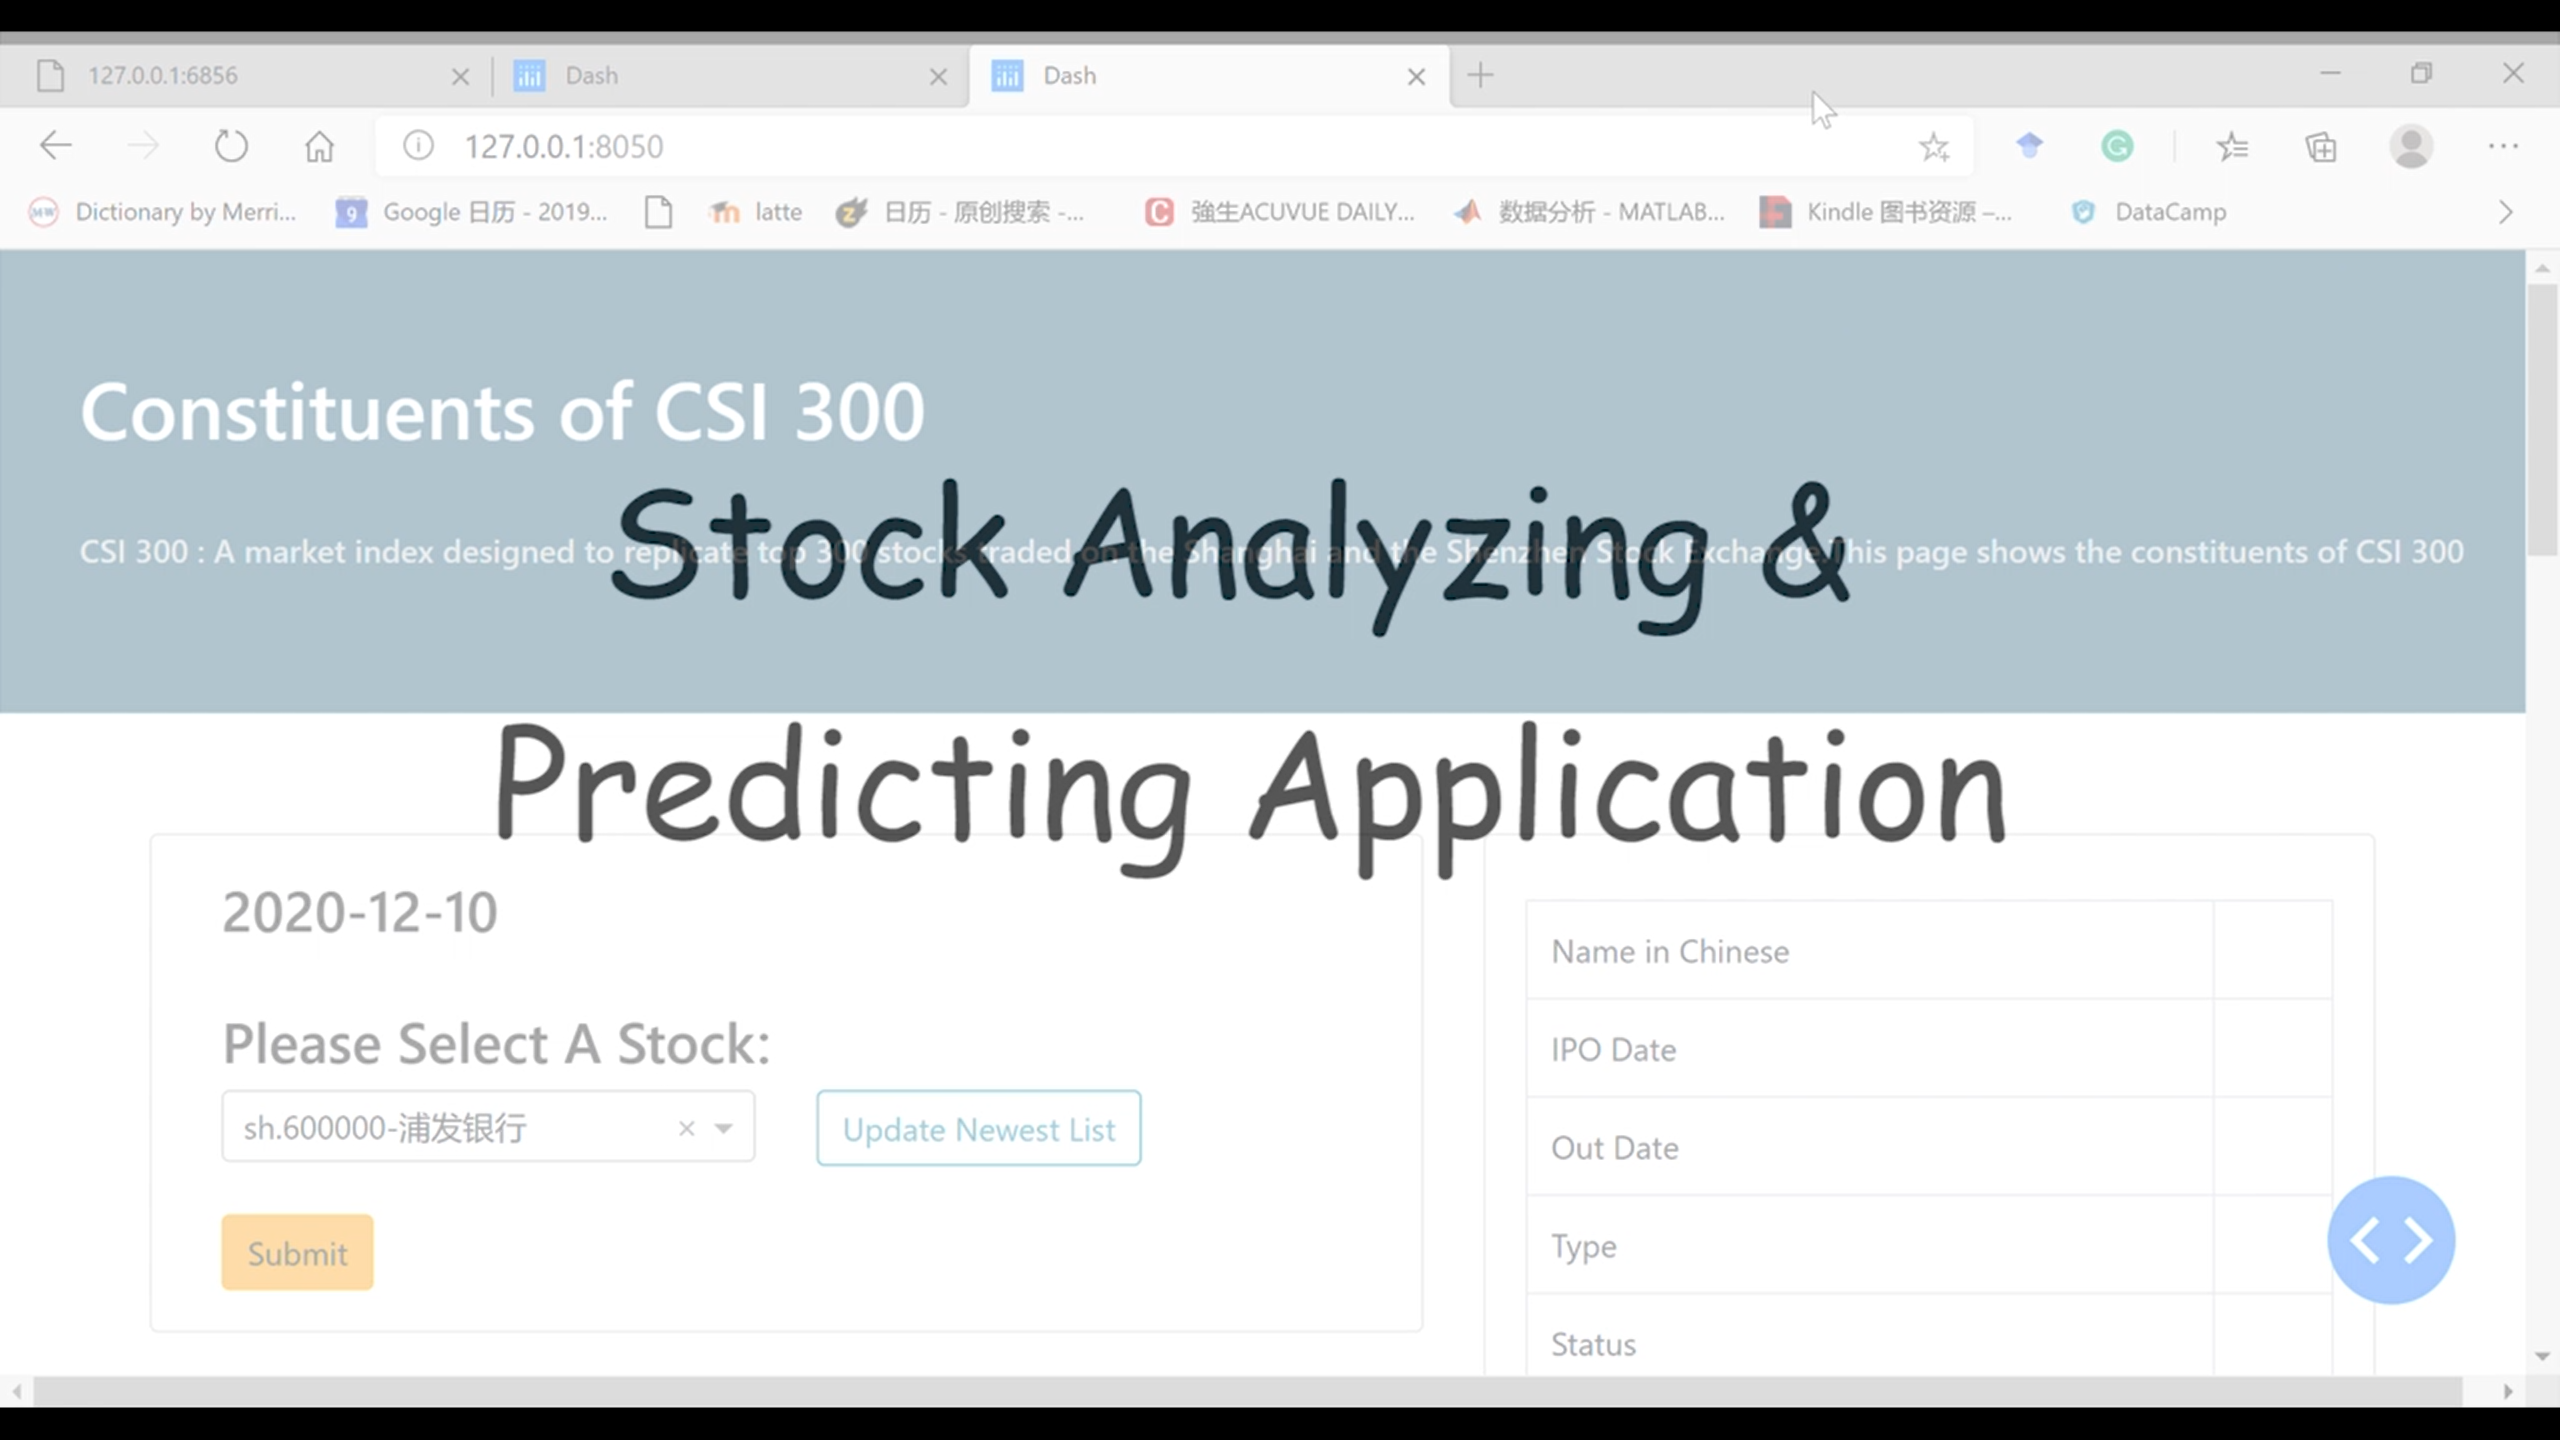 127.0.0.1:6856
Dash
Dash
127.0.0.1:8050
Dictionary by Merri...
Google 日历 - 2019...
latte
日历 - 原创搜索 -...
強生ACUVUE DAILY...
数据分析 - MATLAB...
Kindle 图书资源 –...
DataCamp
Constituents of CSI 300
Stock Analyzing &
CSI 300 : A market index designed to replicate top 300 stocks traded on the Shanghai and the Shenzhen Stock Exchange.This page shows the constituents of CSI 300
Predicting Application
2020-12-10
Please Select A Stock:
sh.600000-浦发银行
Update Newest List
Submit
Name in Chinese
IPO Date
Out Date
Type
Status